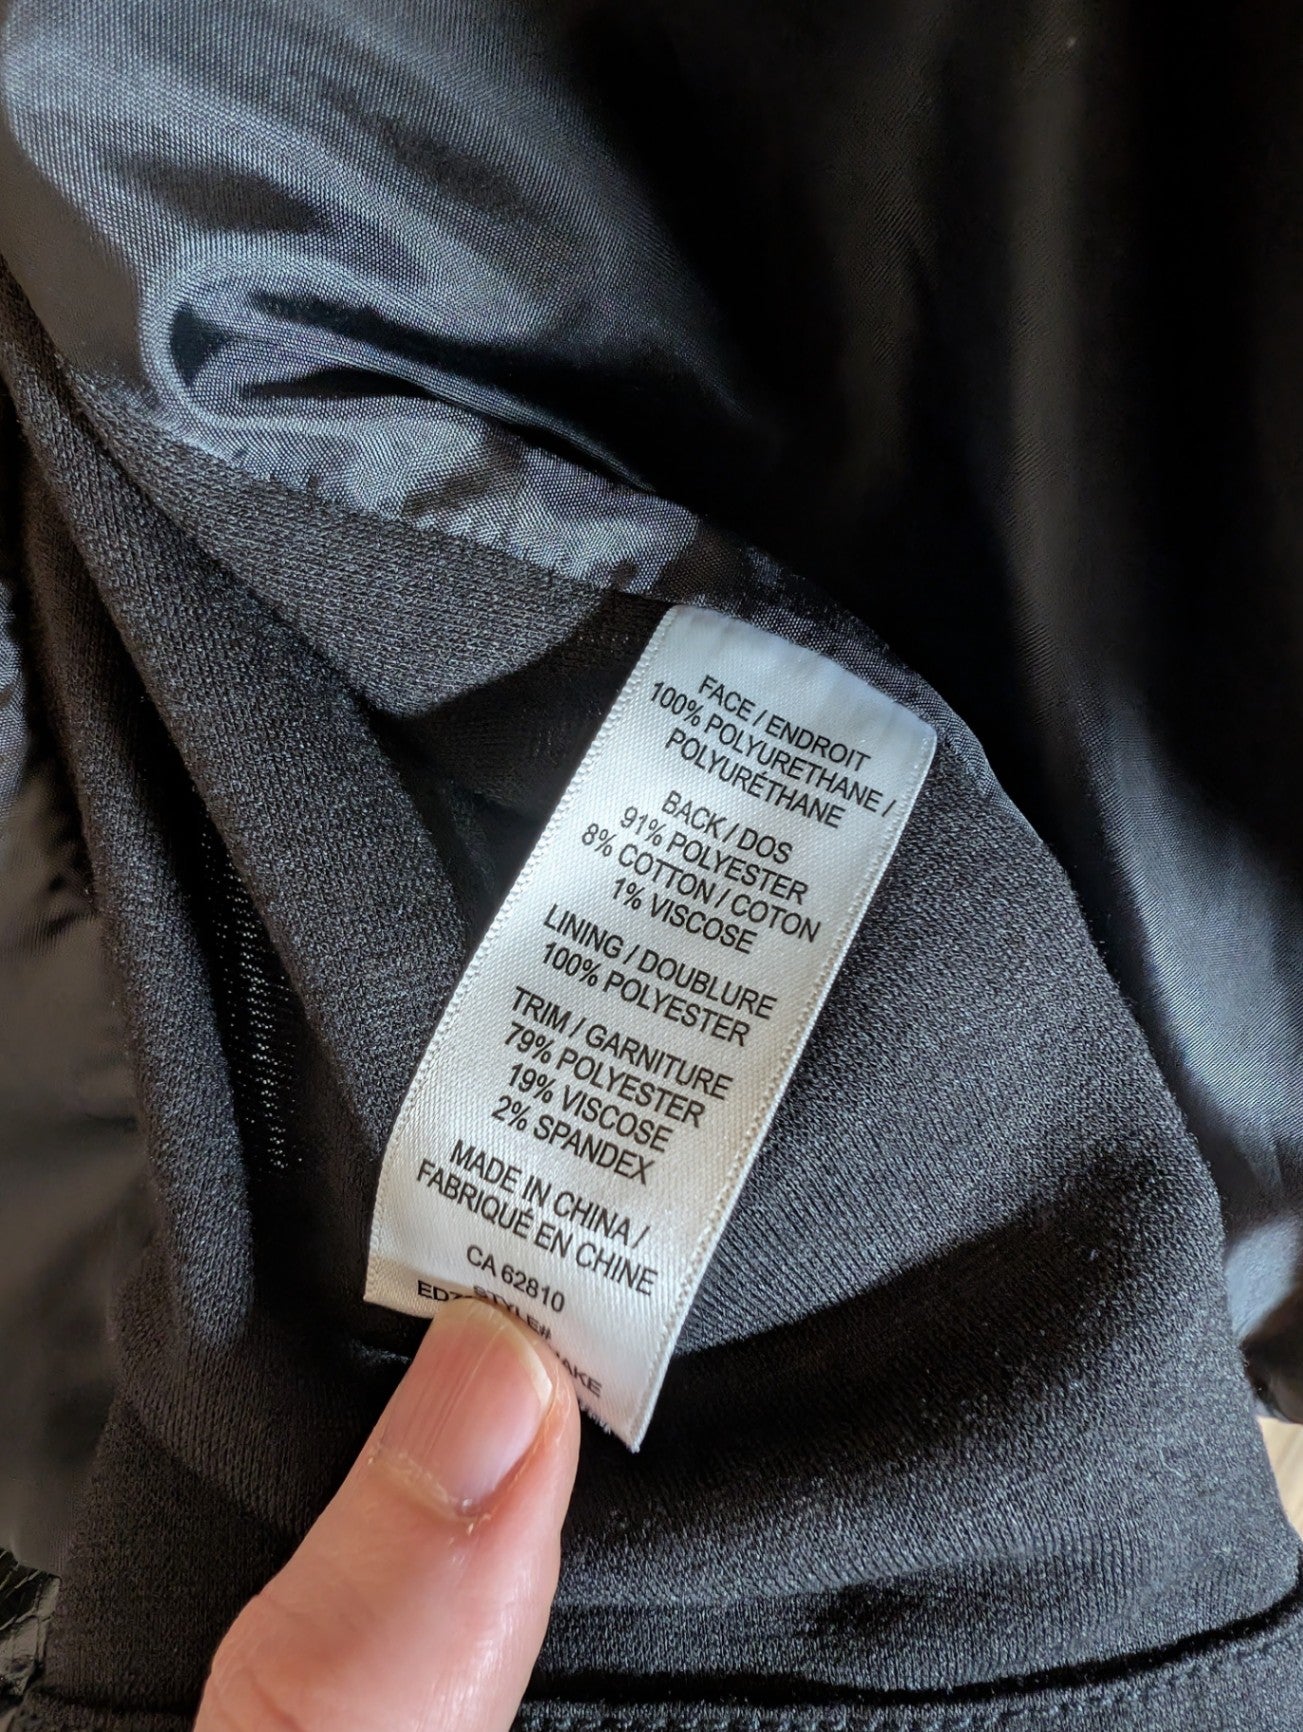 FACE / ENDROIT
100% POLYURETHANE /
POLYURÉTHANE
BACK / DOS
91% POLYESTER
8% COTTON / COTON
1% VISCOSE
LINING / DOUBLURE
100% POLYESTER
TRIM / GARNITURE
79% POLYESTER
19% VISCOSE
2% SPANDEX
MADE IN CHINA /
FABRIQUÉ EN CHINE
CA 62810
STYLE#